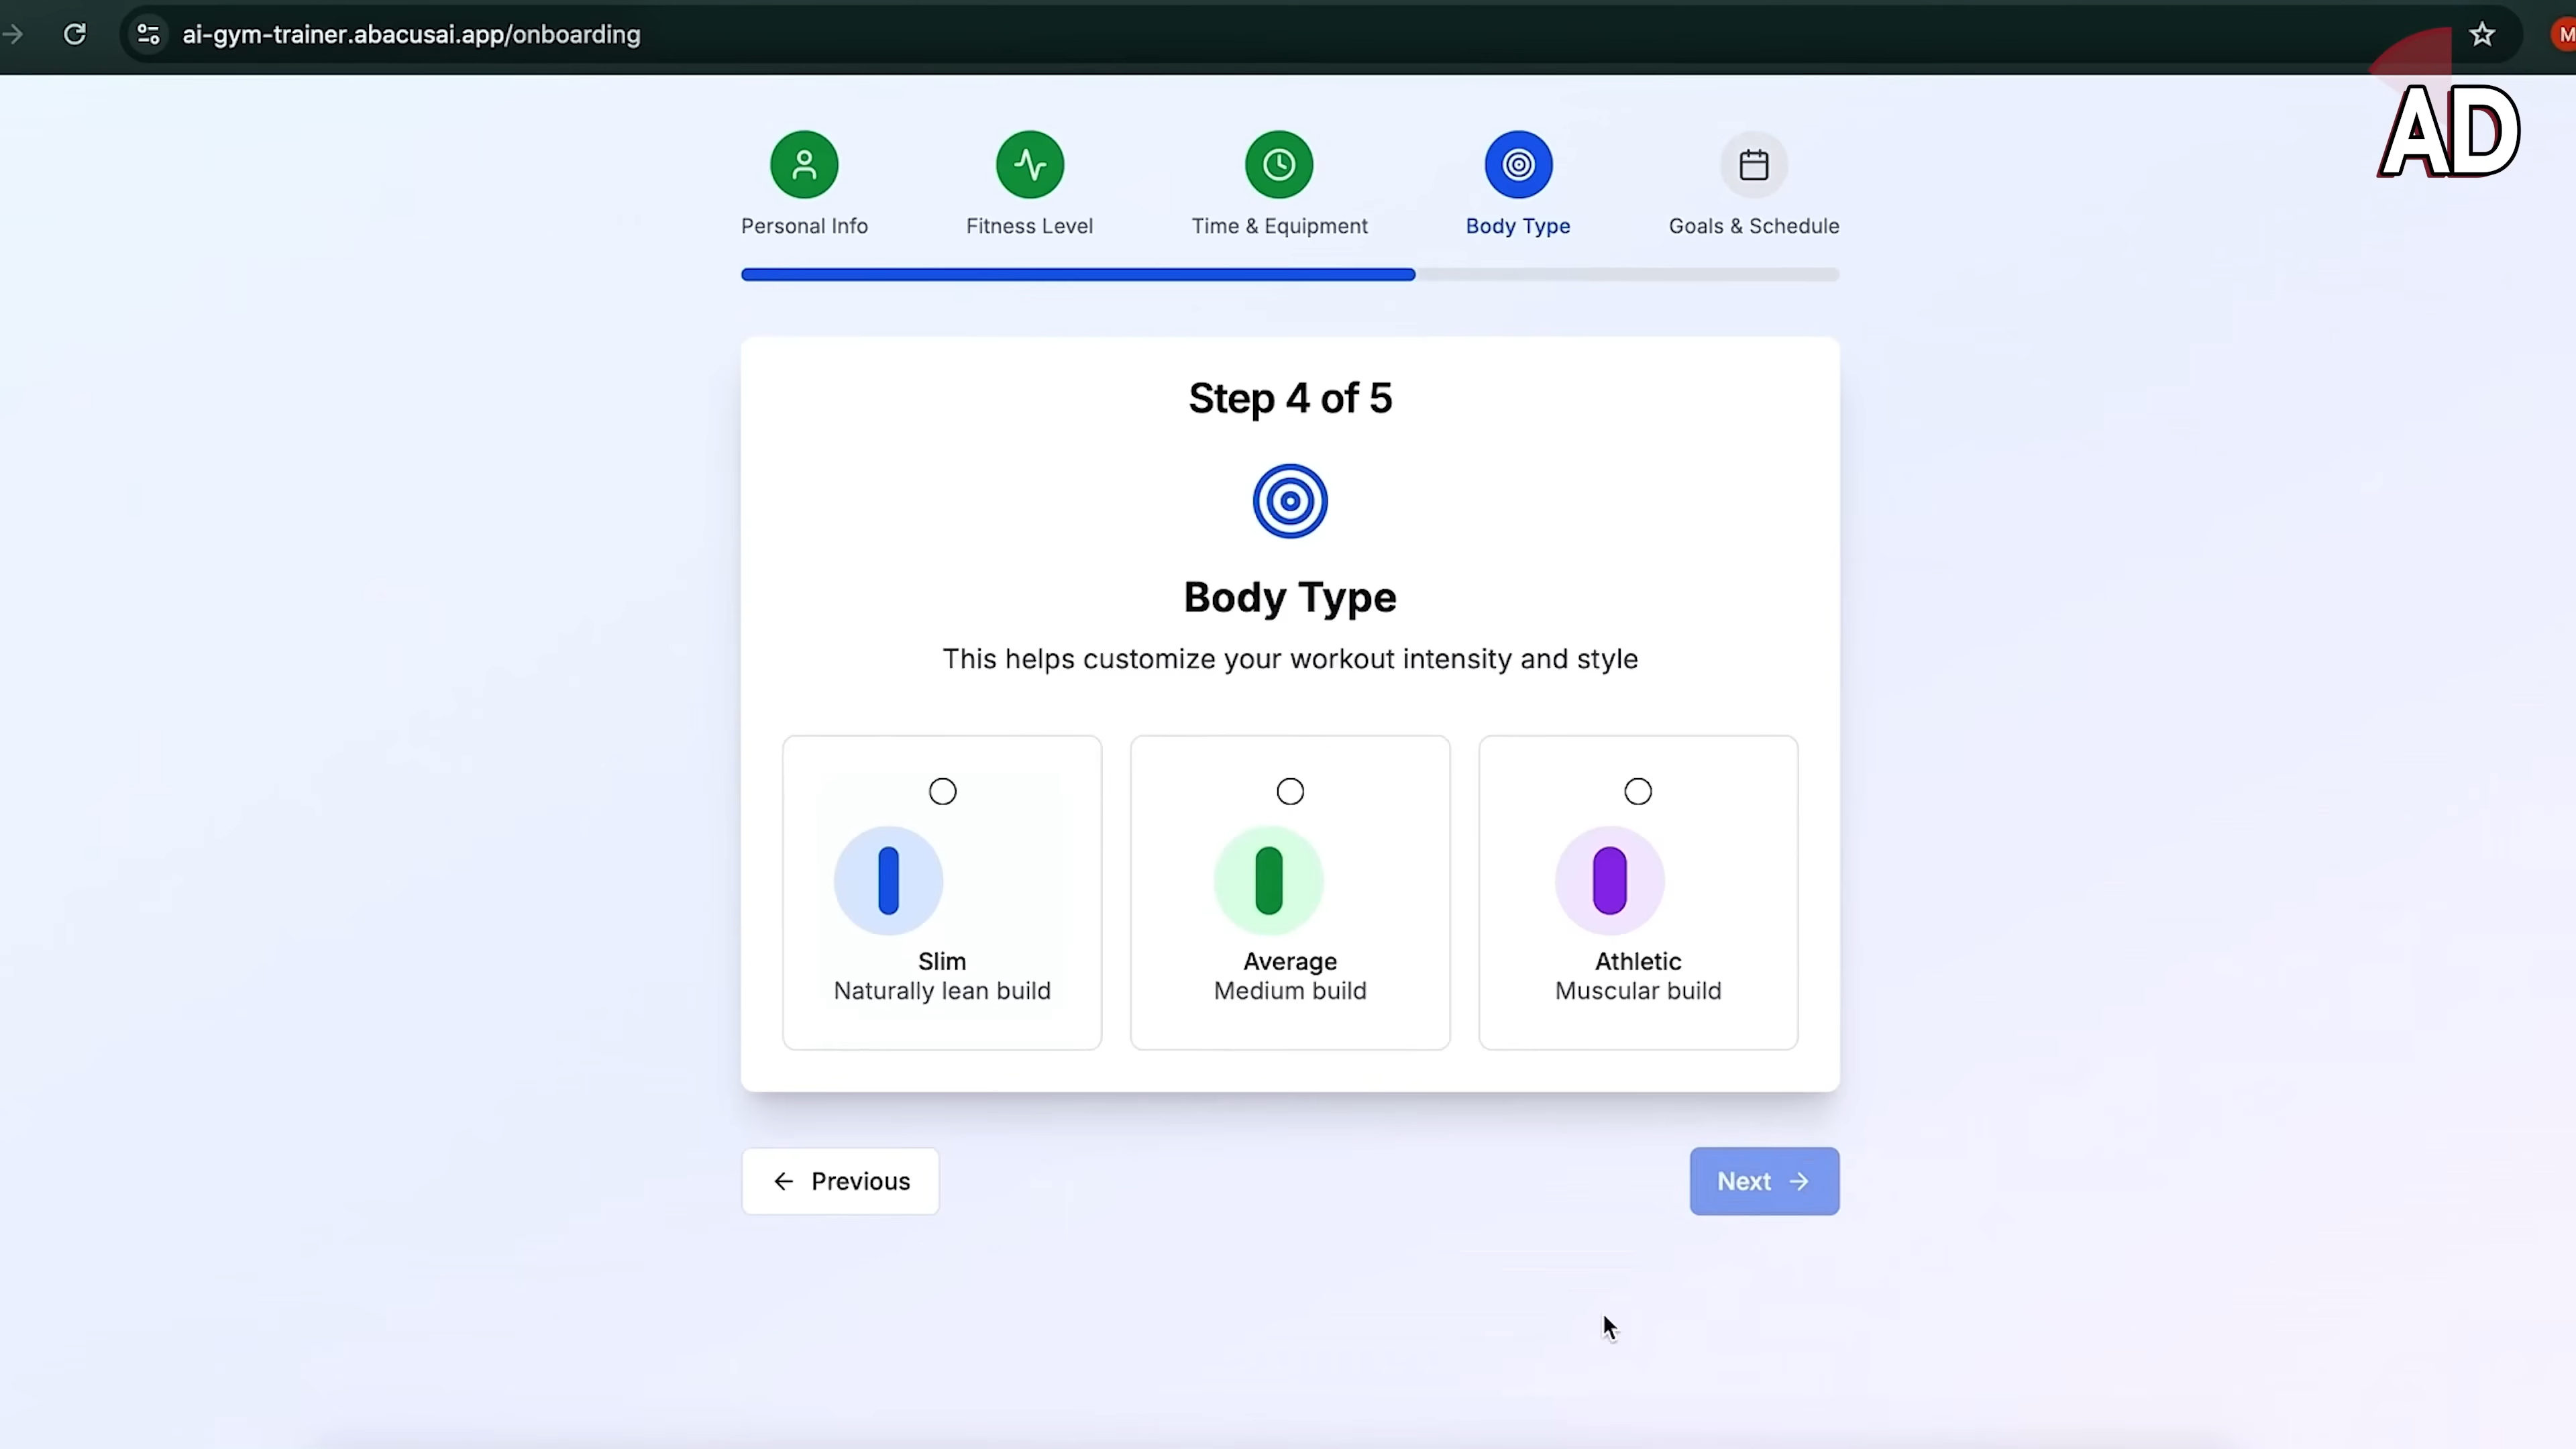 ai-gym-trainer.abacusai.app/onboarding
M
AD
Personal Info
Fitness Level
Time & Equipment
Body Type
Goals & Schedule
Step 4 of 5
Body Type
This helps customize your workout intensity and style
Slim
Naturally lean build
Average
Medium build
Athletic
Muscular build
Previous
Next